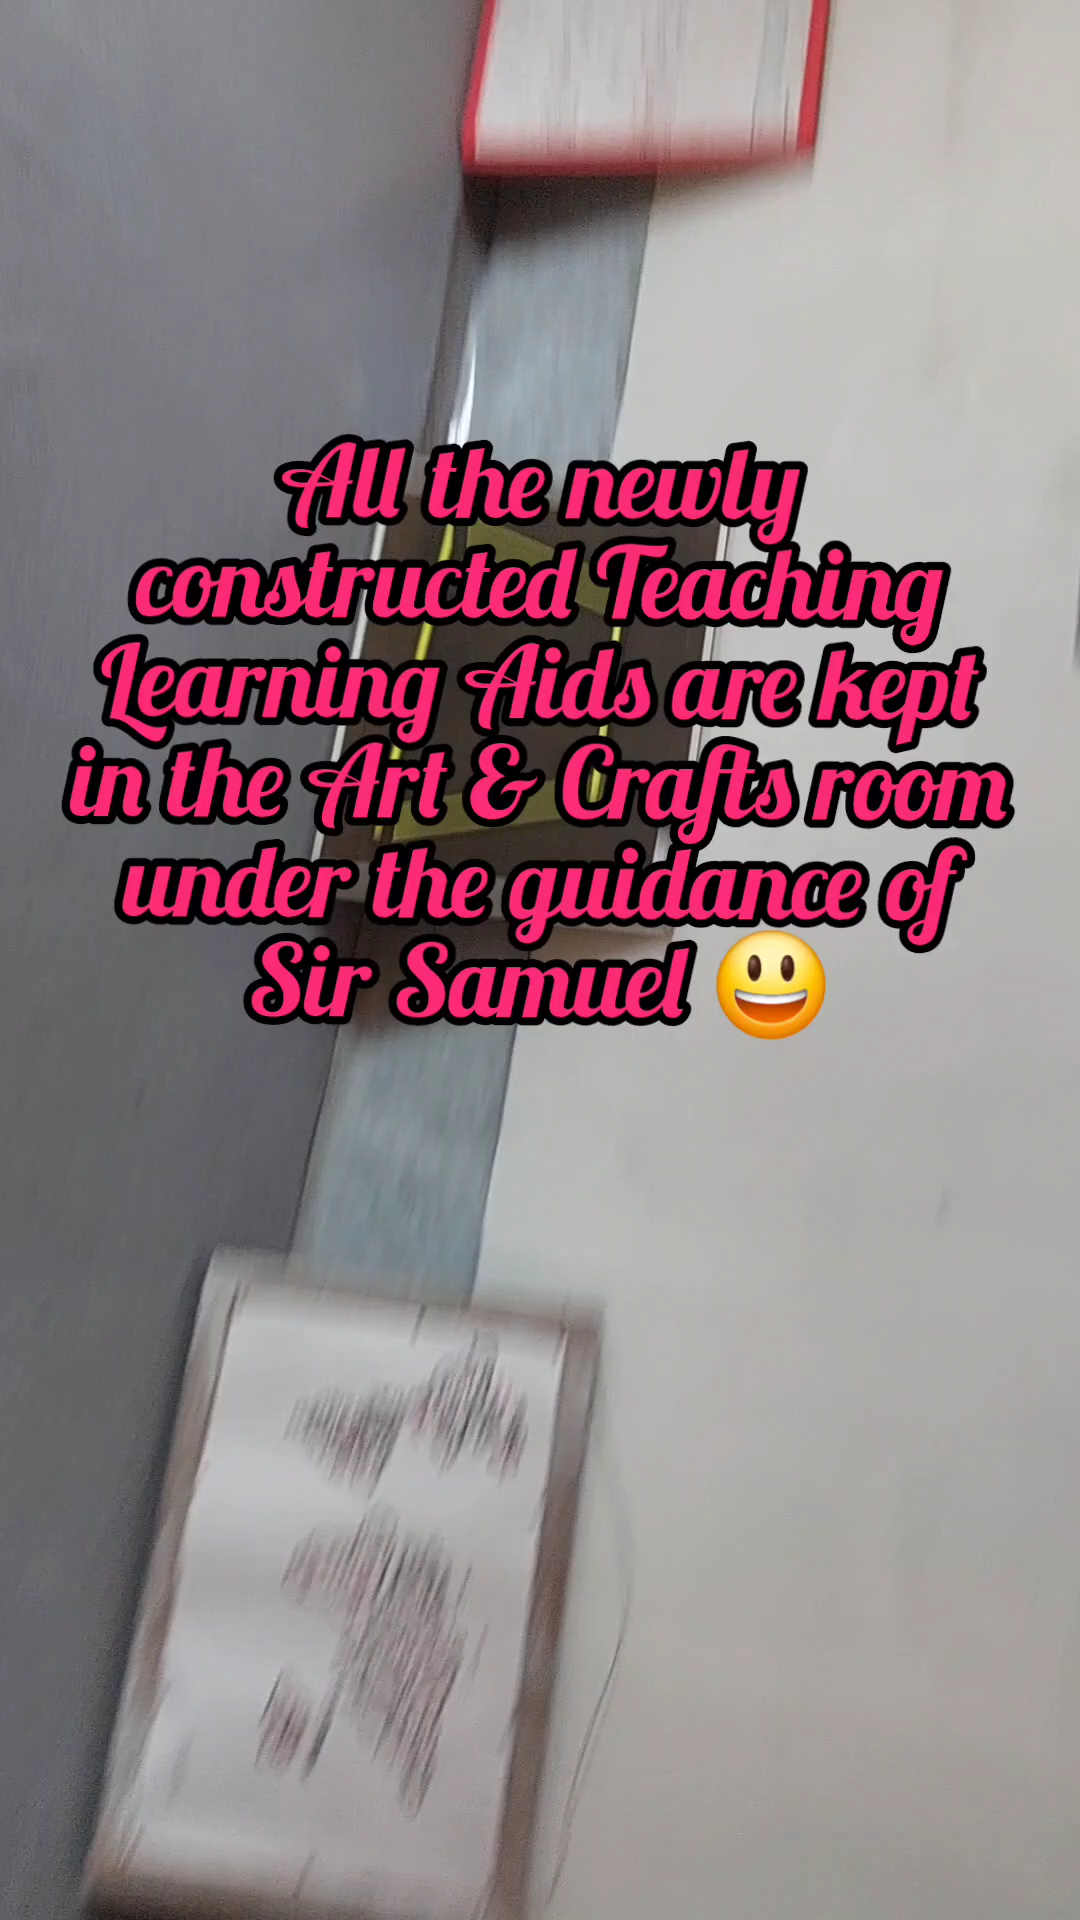 All the newly
constructed Teaching
Learning Aids are kept
in the Art & Crafts room
under the guidance of
Sir Samuel 😃